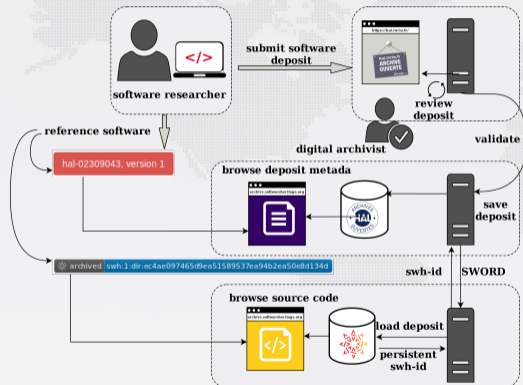 https://hal.inria.fr/
hal.inria.fr
ARCHIVE
OUVERTE
</>
submit software
deposit
software researcher
review
deposit
reference software
digital archivist
validate
hal-02309043, version 1
browse deposit metada
archive.softwareheritage.org
HAL
save
deposit
archived swh:1:dir:ec4ae097465d9ea51589537ea94b2ea50e8d134d
swh-id SWORD
browse source code
archive.softwareheritage.org
</>
load deposit
persistent
swh-id